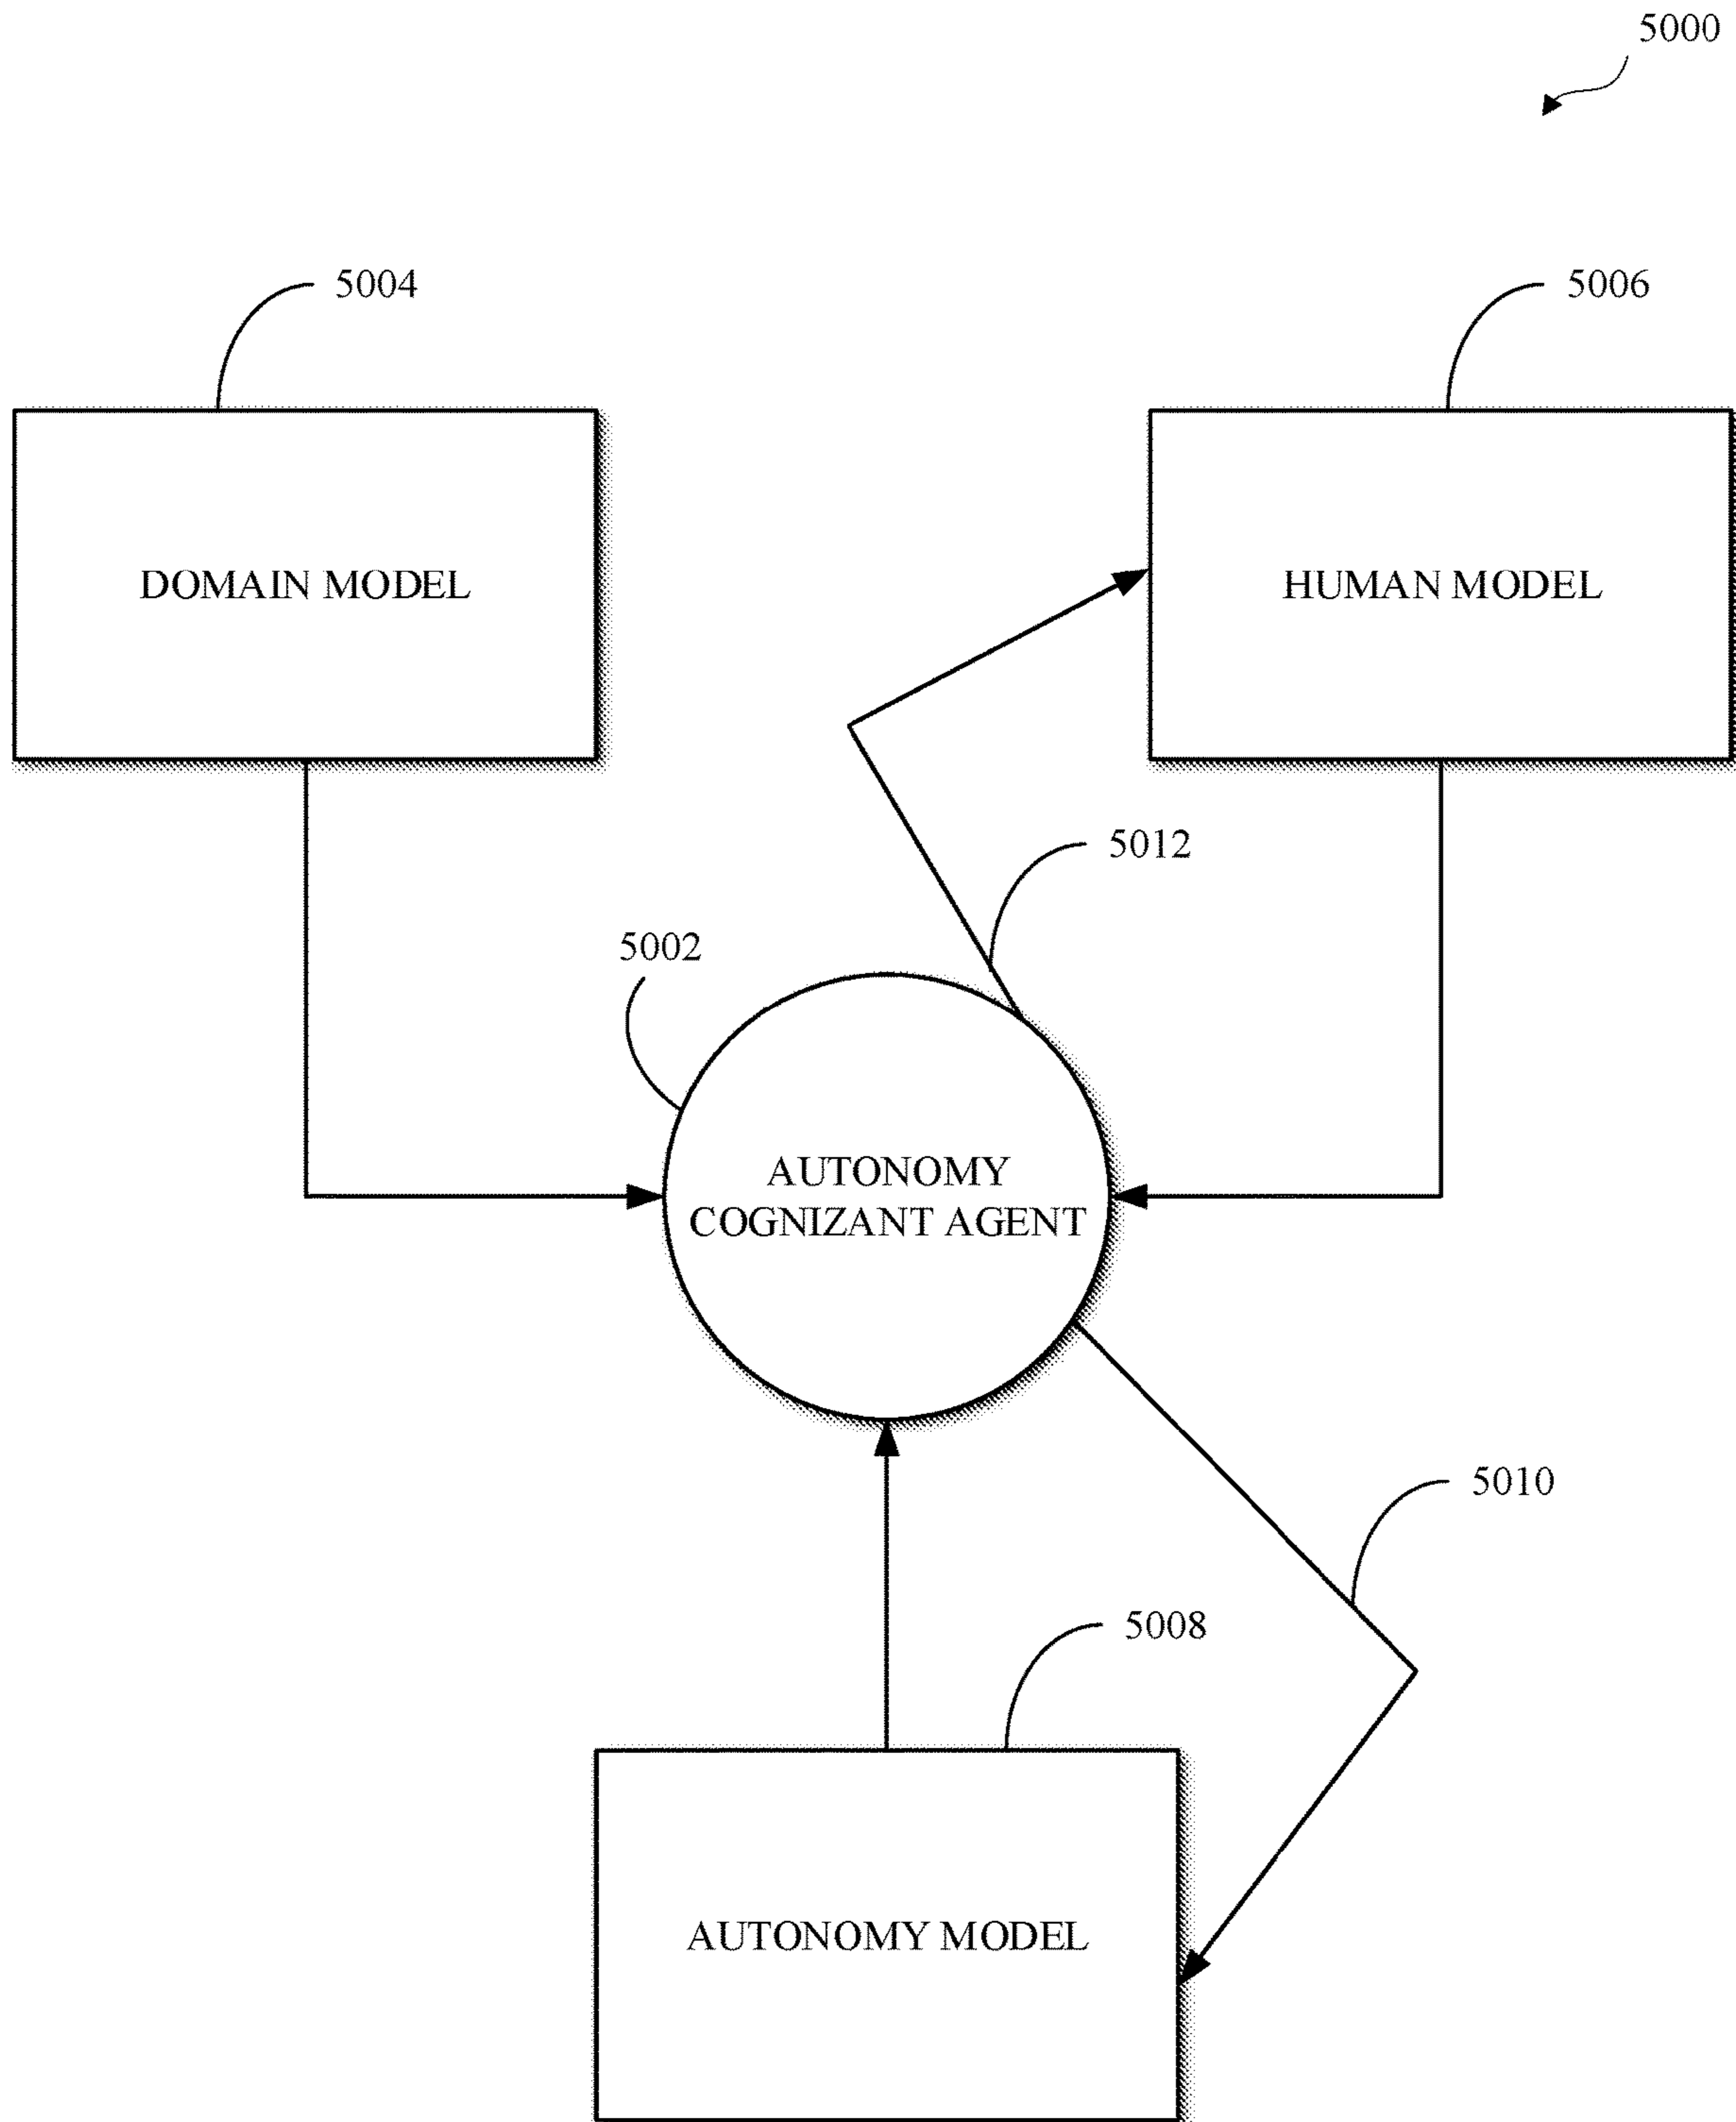 5000
5004
5006
DOMAIN MODEL
HUMAN MODEL
5012
5002
AUTONOMY
COGNIZANT AGENT
5010
5008
AUTONOMY MODEL